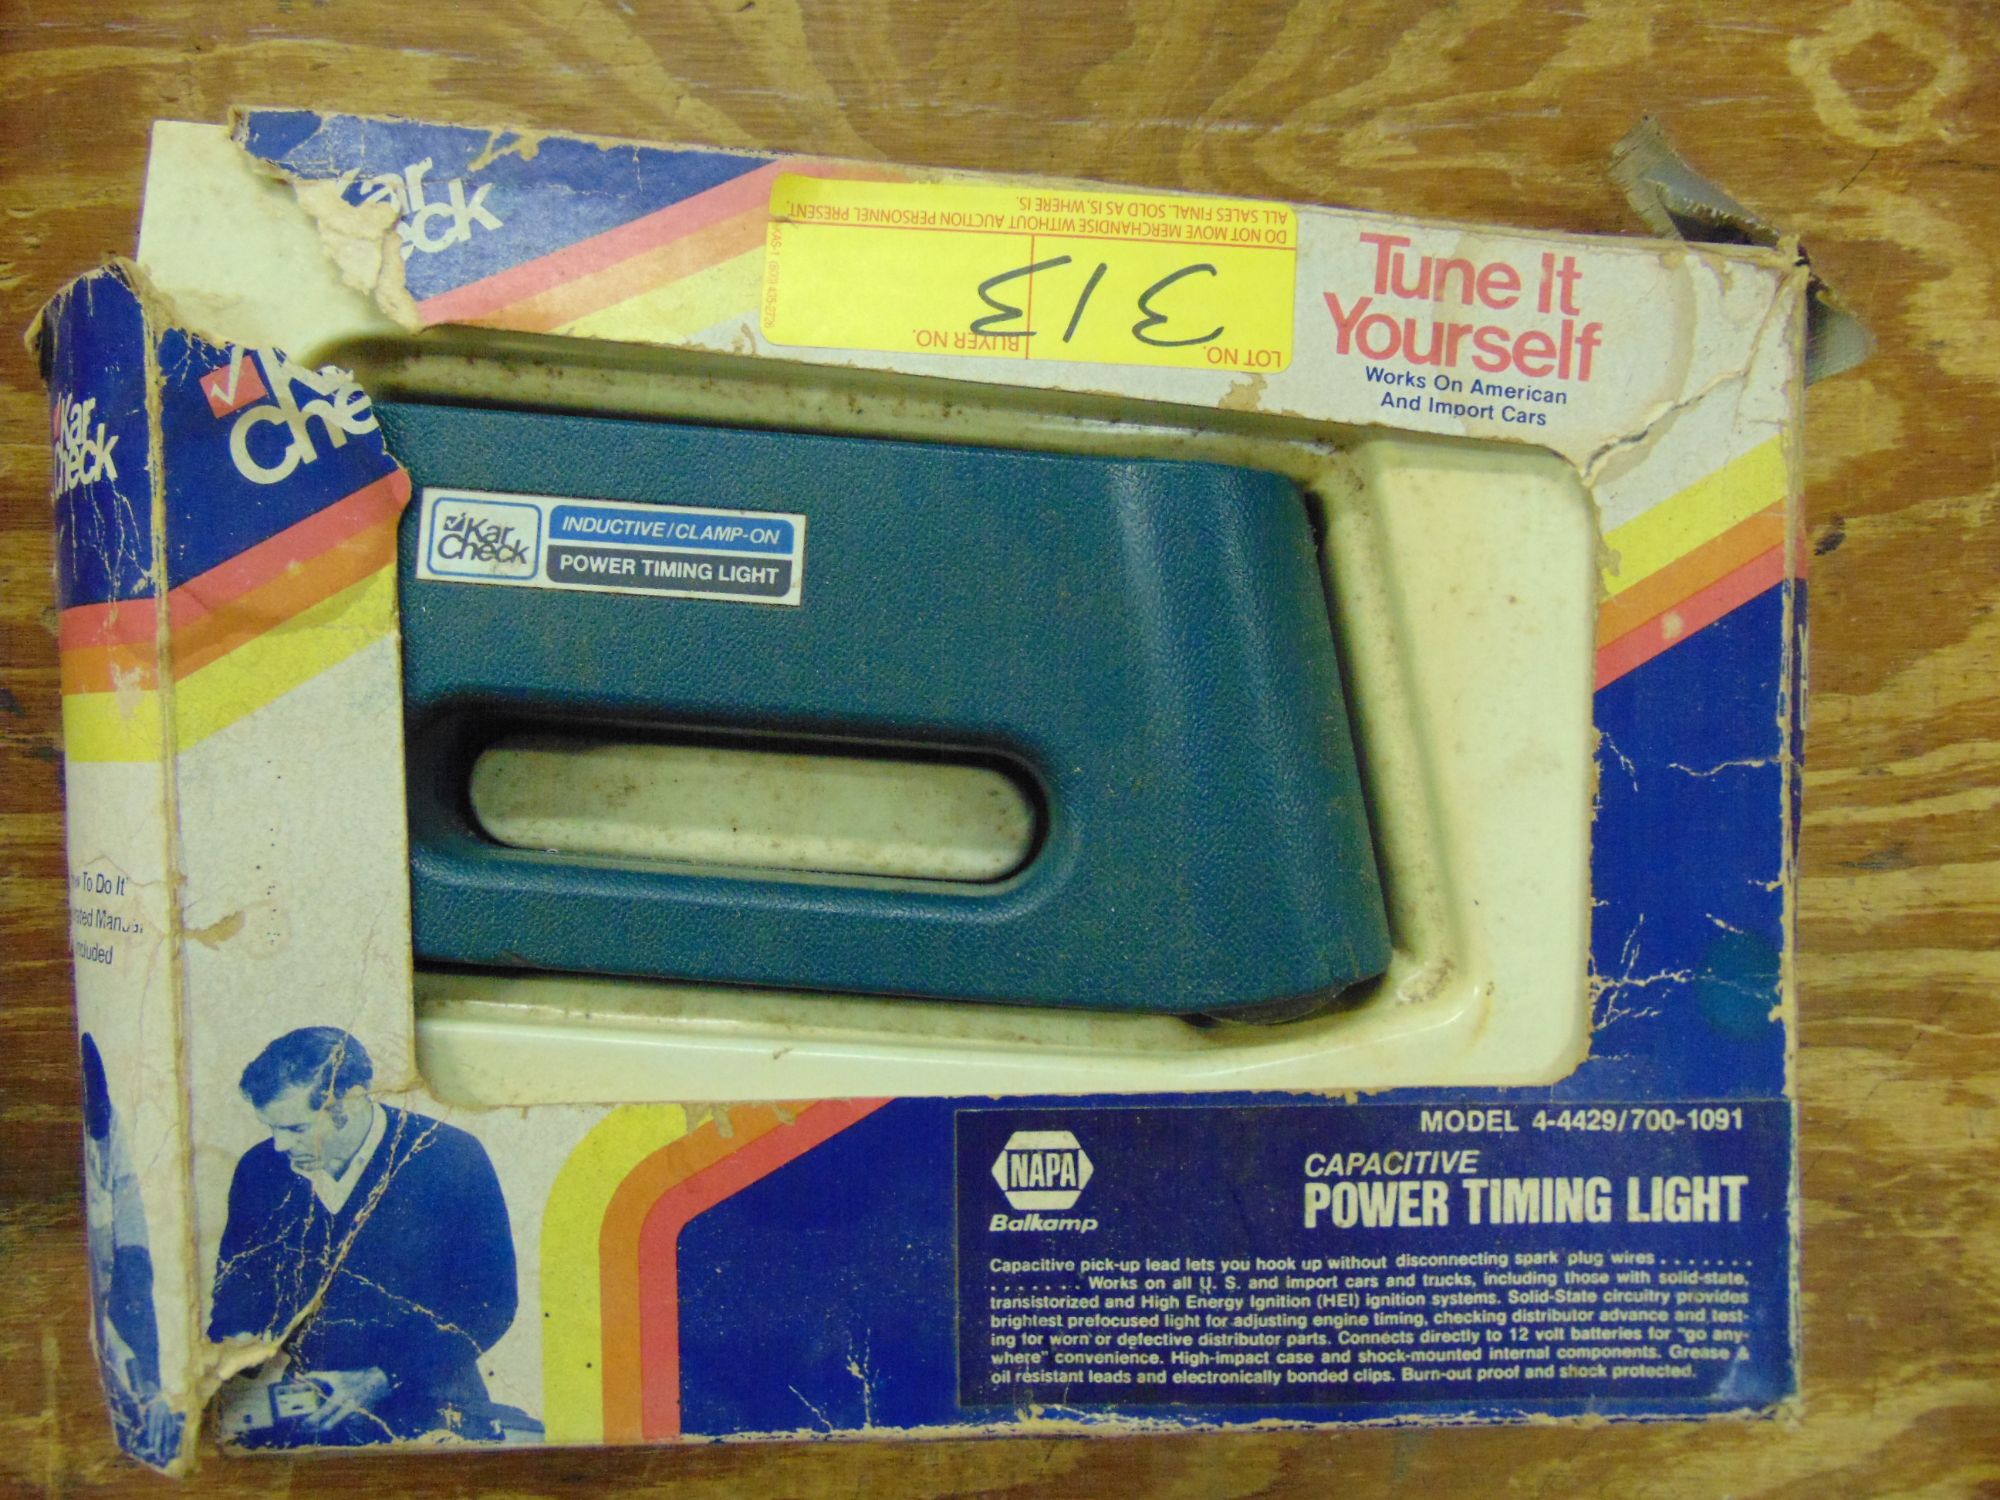 Kar
Check
DO NOT MOVE MERCHANDISE WITHOUT AUCTION PERSONNEL PRESENT.
ALL SALES FINAL. SOLD AS IS, WHERE IS.
LOT NO.
313
BUYER NO.
Tune It
Yourself
Works On American
And Import Cars
Kar
Check
Che
Kar
Check
INDUCTIVE/CLAMP-ON
POWER TIMING LIGHT
To Do It"
MODEL 4-4429/700-1091
NAPA
Balkamp
CAPACITIVE
POWER TIMING LIGHT
Capacitive pick-up lead lets you hook up without disconnecting spark plug wires . . . . . . .
. . . . . . . Works on all U. S. and import cars and trucks, including those with solid-state,
transistorized and High Energy Ignition (HEI) ignition systems. Solid-State circuitry provides
brightest prefocused light for adjusting engine timing, checking distributor advance and test-
ing for worn or defective distributor parts. Connects directly to 12 volt batteries for "go any-
where" convenience. High-impact case and shock-mounted internal components. Grease &
oil resistant leads and electronically bonded clips. Burn-out proof and shock protected.